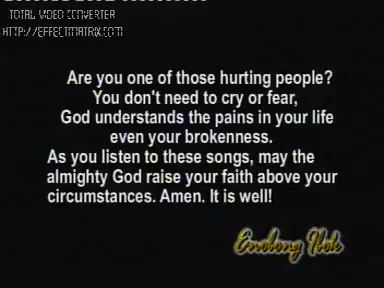 TOTAL VIDEO CONVERTER
HTTP://EFFECTMATRIX.COM
Are you one of those hurting people?
You don't need to cry or fear,
God understands the pains in your life
even your brokenness.
As you listen to these songs, may the
almighty God raise your faith above your
circumstances. Amen. It is well!